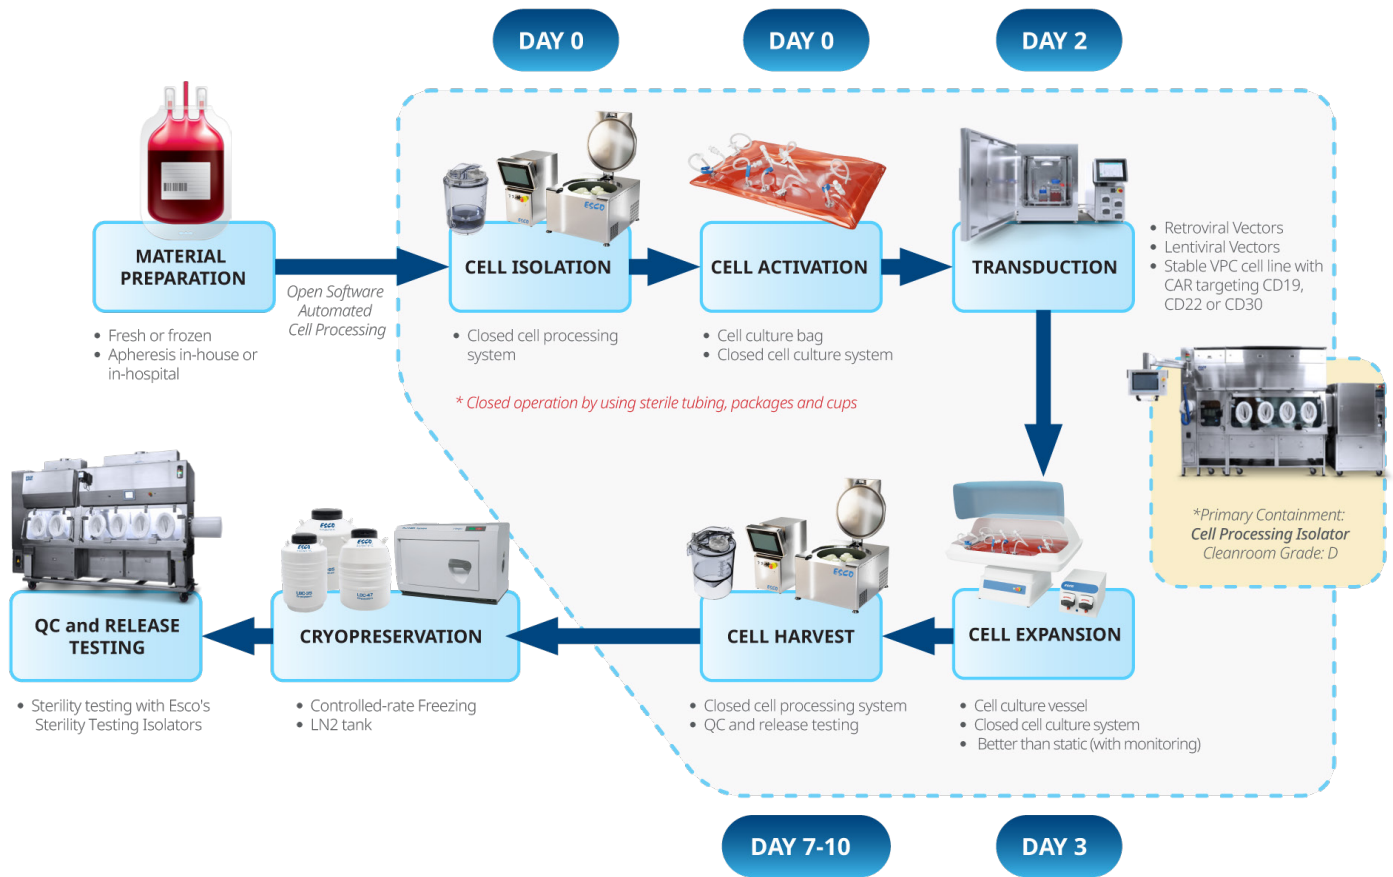 DAY 0
DAY 0
DAY 2
MATERIAL
PREPARATION
• Fresh or frozen
• Apheresis in-house or
in-hospital
Open Software
Automated
Cell Processing
ESCO
CELL ISOLATION
• Closed cell processing
system
CELL ACTIVATION
• Cell culture bag
• Closed cell culture system
TRANSDUCTION
• Retroviral Vectors
• Lentiviral Vectors
• Stable VPC cell line with
CAR targeting CD19,
CD22 or CD30
* Closed operation by using sterile tubing, packages and cups
*Primary Containment:
Cell Processing Isolator
Cleanroom Grade: D
CELL EXPANSION
• Cell culture vessel
• Closed cell culture system
• Better than static (with monitoring)
ESCO
CELL HARVEST
• Closed cell processing system
• QC and release testing
ESCO
ESCO
ESCO
CRYOPRESERVATION
• Controlled-rate Freezing
• LN2 tank
QC and RELEASE
TESTING
• Sterility testing with Esco's
Sterility Testing Isolators
DAY 7-10
DAY 3